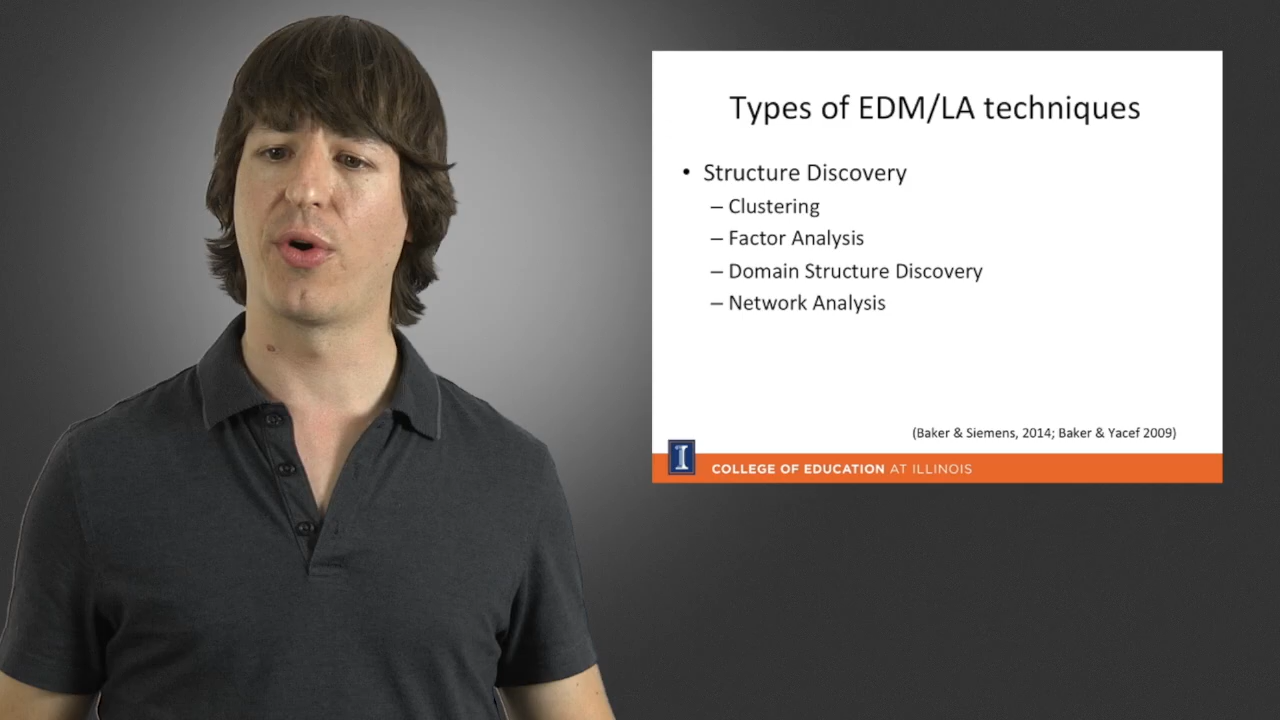 Types of EDM/LA techniques
• Structure Discovery
– Clustering
– Factor Analysis
– Domain Structure Discovery
– Network Analysis
(Baker & Siemens, 2014; Baker & Yacef 2009)
I
COLLEGE OF EDUCATION AT ILLINOIS